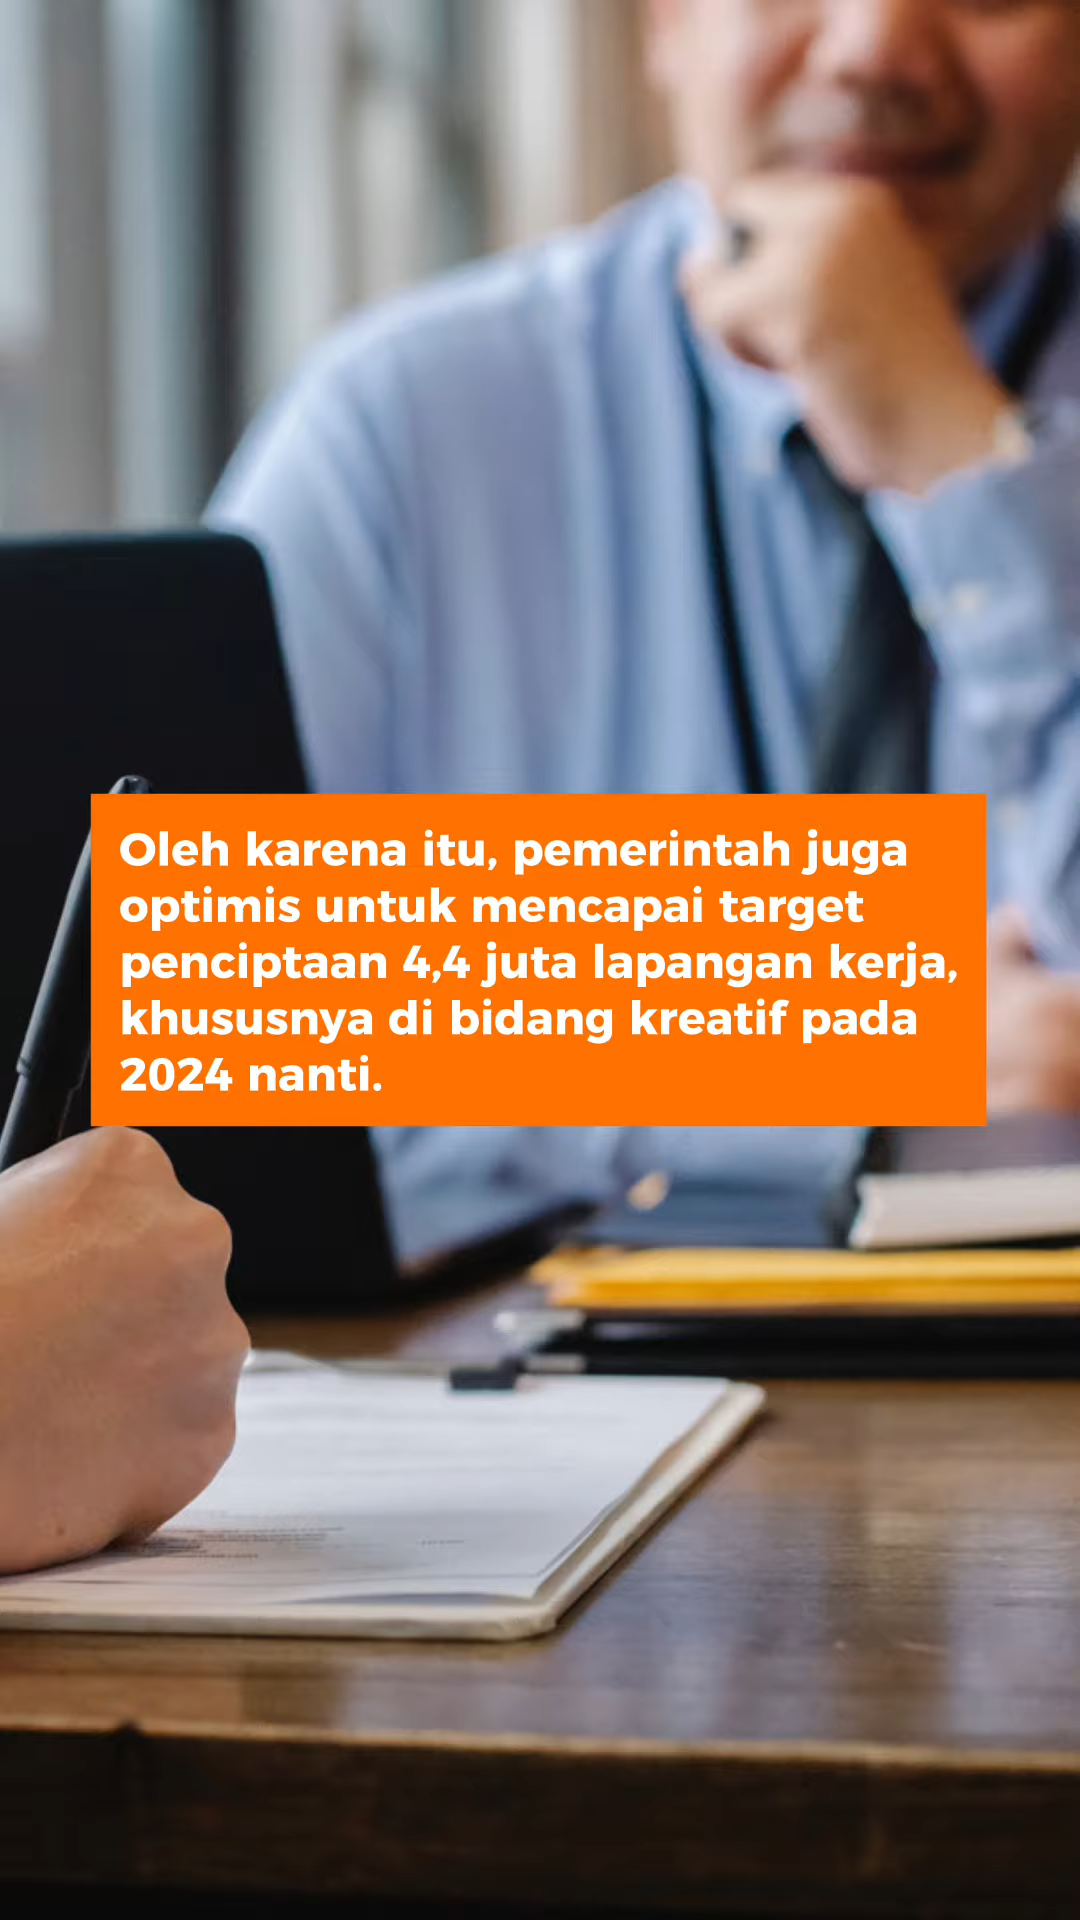 Oleh karena itu, pemerintah juga
optimis untuk mencapai target
penciptaan 4,4 juta lapangan kerja,
khususnya di bidang kreatif pada
2024 nanti.